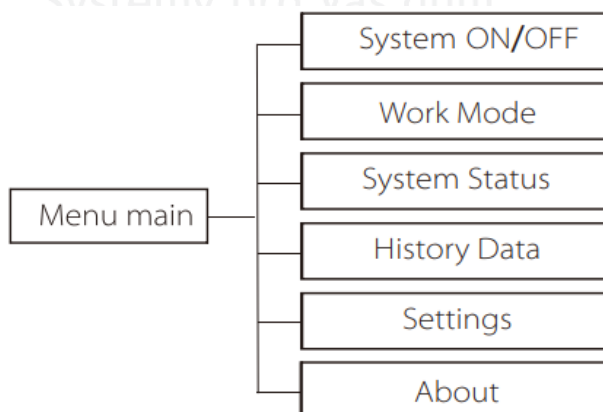 System ON/OFF
Work Mode
System Status
Menu main
History Data
Settings
About